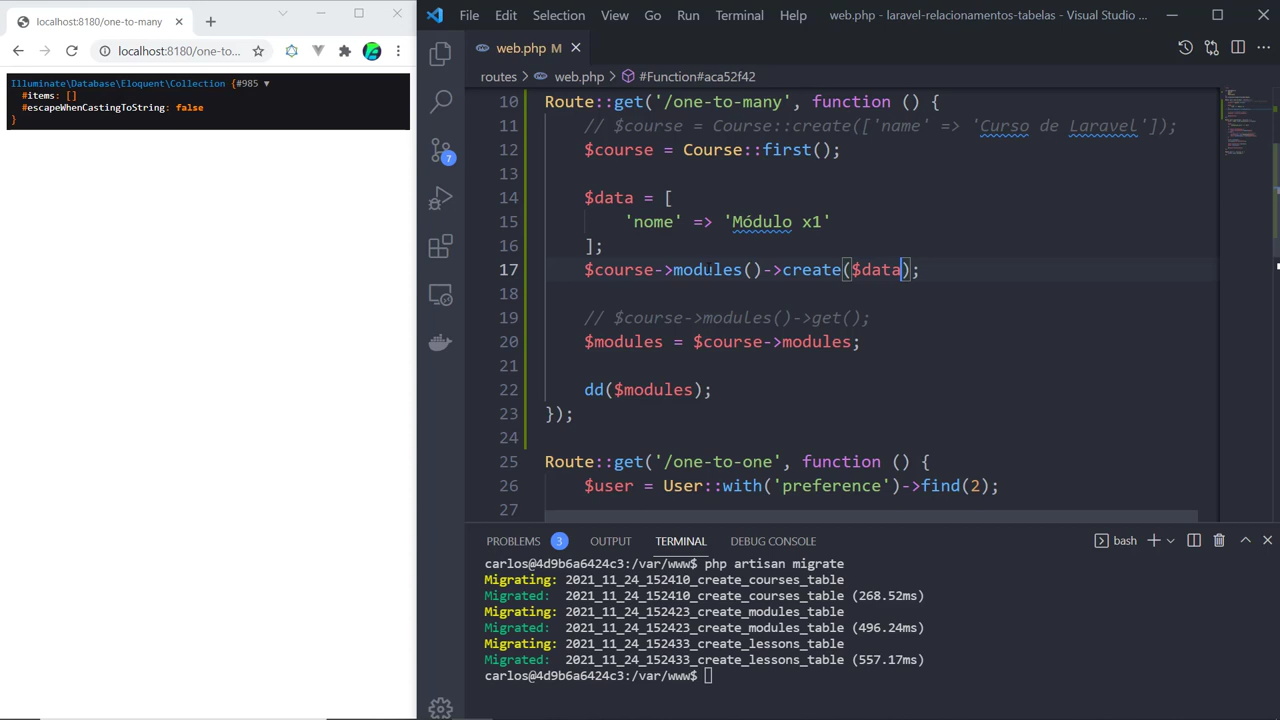 localhost:8180/one-to-many
localhost:8180/one-to...
Illuminate\Database\Eloquent\Collection {#985 ▼
#items: []
#escapeWhenCastingToString: false
}
File Edit Selection View Go Run Terminal Help
web.php - laravel-relacionamentos-tabelas - Visual Studio ...
web.php M
routes > web.php > #Function#aca52f42
7
10 Route::get('/one-to-many', function () {
11 // $course = Course::create(['name' => 'Curso de Laravel']);
12 $course = Course::first();
13
14 $data = [
15 'nome' => 'Módulo x1'
16 ];
17 $course->modules()->create($data);
18
19 // $course->modules()->get();
20 $modules = $course->modules;
21
22 dd($modules);
23 });
24
25 Route::get('/one-to-one', function () {
26 $user = User::with('preference')->find(2);
27
PROBLEMS 3 OUTPUT TERMINAL DEBUG CONSOLE
bash
carlos@4d9b6a6424c3:/var/www$ php artisan migrate
Migrating: 2021_11_24_152410_create_courses_table
Migrated: 2021_11_24_152410_create_courses_table (268.52ms)
Migrating: 2021_11_24_152423_create_modules_table
Migrated: 2021_11_24_152423_create_modules_table (496.24ms)
Migrating: 2021_11_24_152433_create_lessons_table
Migrated: 2021_11_24_152433_create_lessons_table (557.17ms)
carlos@4d9b6a6424c3:/var/www$